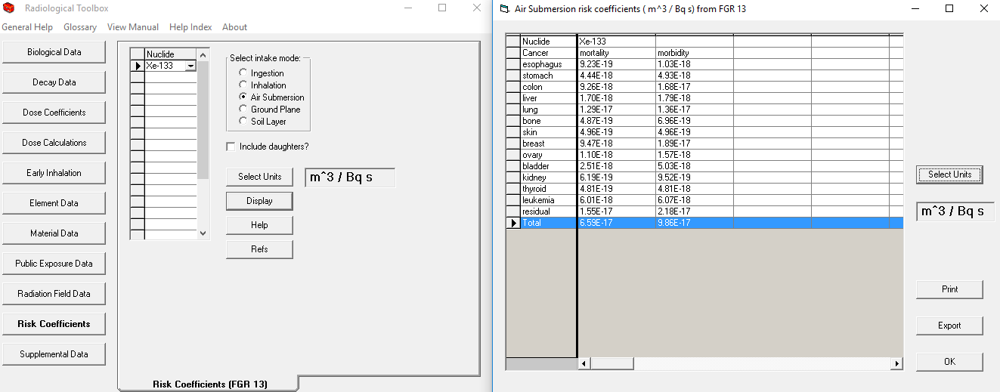 Radiological Toolbox
General Help Glossary View Manual Help Index About
Biological Data
Decay Data
Dose Coefficients
Dose Calculations
Early Inhalation
Element Data
Material Data
Public Exposure Data
Radiation Field Data
Risk Coefficients
Supplemental Data
Nuclide
Xe-133
Select intake mode:
Ingestion
Inhalation
Air Submersion
Ground Plane
Soil Layer
Include daughters?
Select Units m^3 / Bq s
Display
Help
Refs
Risk Coefficients (FGR 13)
Air Submersion risk coefficients ( m^3 / Bq s) from FGR 13
Nuclide Xe-133
Cancer mortality morbidity
esophagus 9.23E-19 1.03E-18
stomach 4.44E-18 4.93E-18
colon 9.26E-18 1.68E-17
liver 1.70E-18 1.79E-18
lung 1.29E-17 1.36E-17
bone 4.87E-19 6.96E-19
skin 4.96E-19 4.96E-19
breast 9.47E-18 1.89E-17
ovary 1.10E-18 1.57E-18
bladder 2.51E-18 5.03E-18
kidney 6.19E-19 9.52E-19
thyroid 4.81E-19 4.81E-18
leukemia 6.01E-18 6.07E-18
residual 1.55E-17 2.18E-17
Total 6.59E-17 9.86E-17
Select Units
m^3 / Bq s
Print
Export
OK